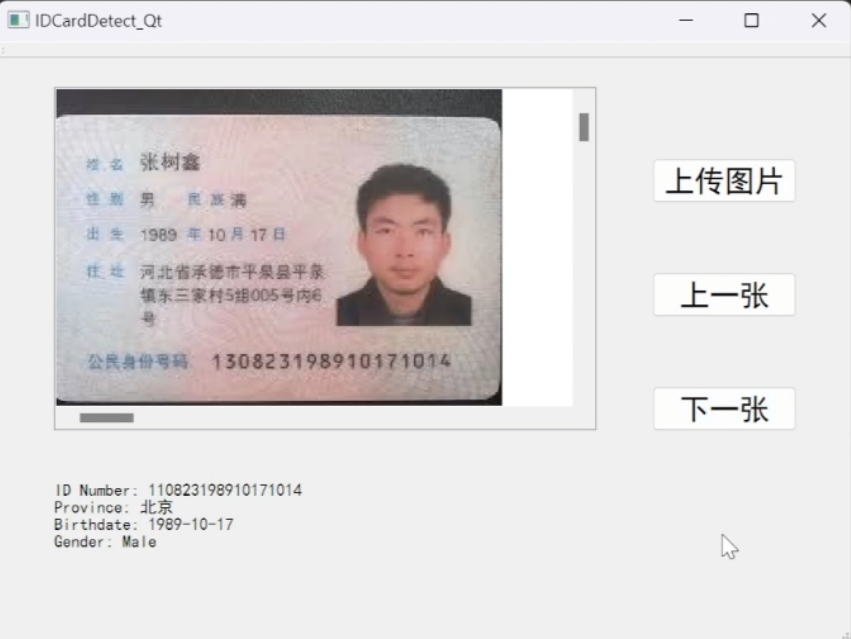 IDCardDetect_Qt
姓名 张树鑫
性别 男 民族 满
出生 1989 年 10 月 17 日
住址 河北省承德市平泉县平泉
镇东三家村5组005号内6
号
公民身份号码 130823198910171014
上传图片
上一张
下一张
ID Number: 110823198910171014
Province: 北京
Birthdate: 1989-10-17
Gender: Male